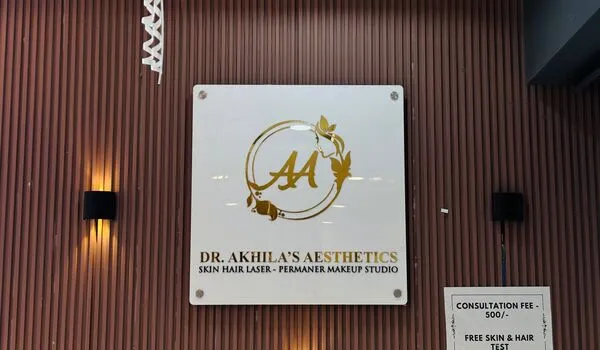 AA
DR. AKHILA'S AESTHETICS
SKIN HAIR LASER - PERMANER MAKEUP STUDIO
CONSULTATION FEE -
500/-
FREE SKIN & HAIR
TEST